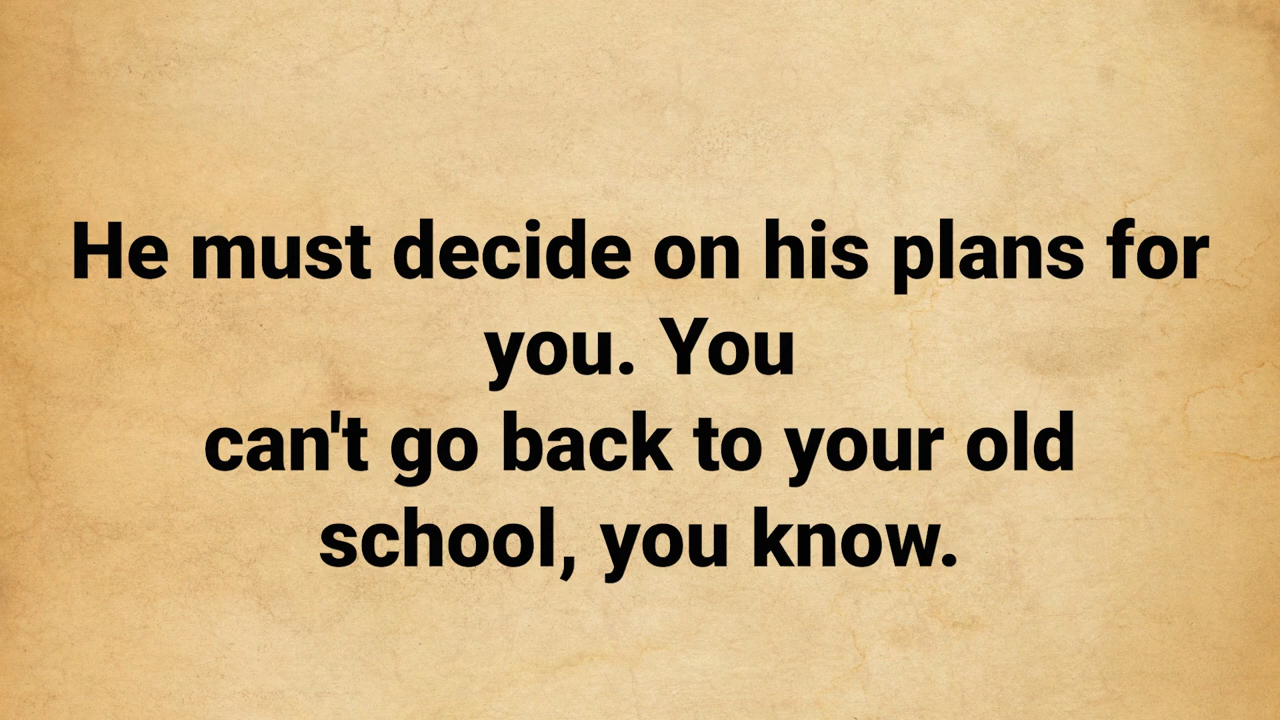 He must decide on his plans for
you. You
can't go back to your old
school, you know.